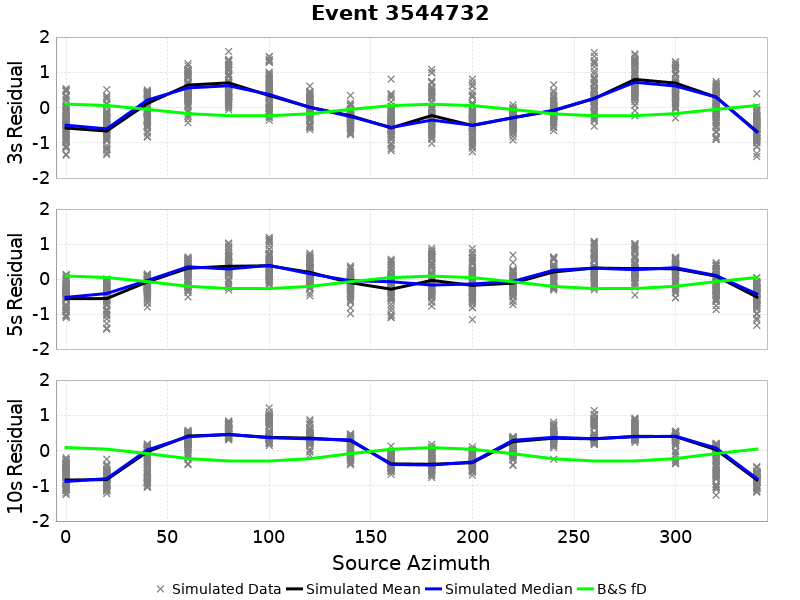 Event 3544732
3s Residual
2
1
0
-1
-2
5s Residual
2
1
0
-1
-2
10s Residual
2
1
0
-1
-2
0 50 100 150 200 250 300
Source Azimuth
Simulated Data Simulated Mean Simulated Median B&S fD